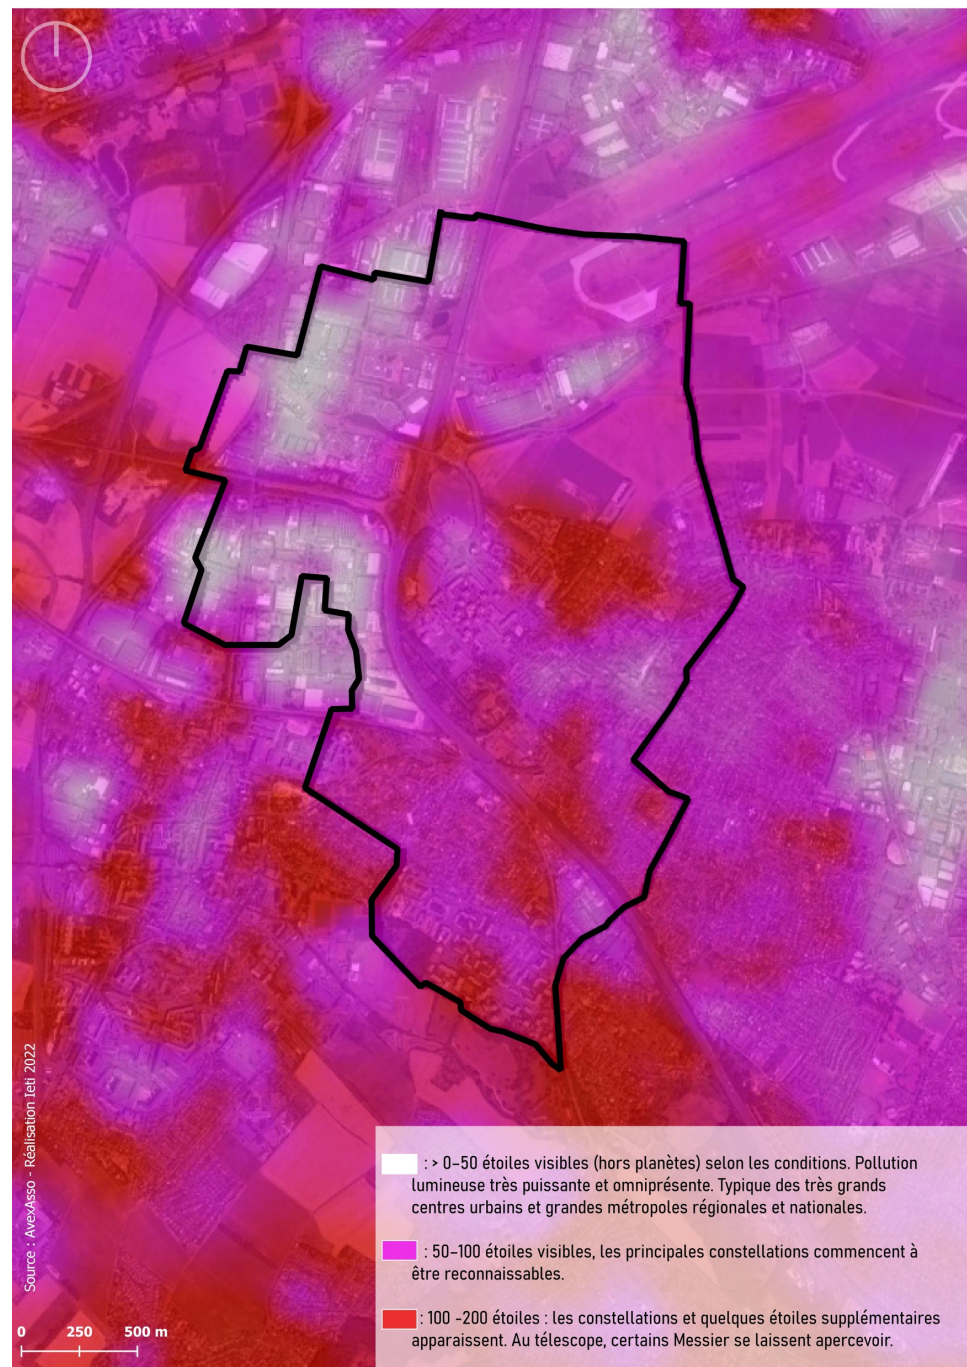 : > 0–50 étoiles visibles (hors planètes) selon les conditions. Pollution
lumineuse très puissante et omniprésente. Typique des très grands
centres urbains et grandes métropoles régionales et nationales.
: 50–100 étoiles visibles, les principales constellations commencent à
être reconnaissables.
: 100 -200 étoiles : les constellations et quelques étoiles supplémentaires
apparaissent. Au télescope, certains Messier se laissent apercevoir.
Source : AvexAsso - Réalisation Ieti 2022
0 250 500 m